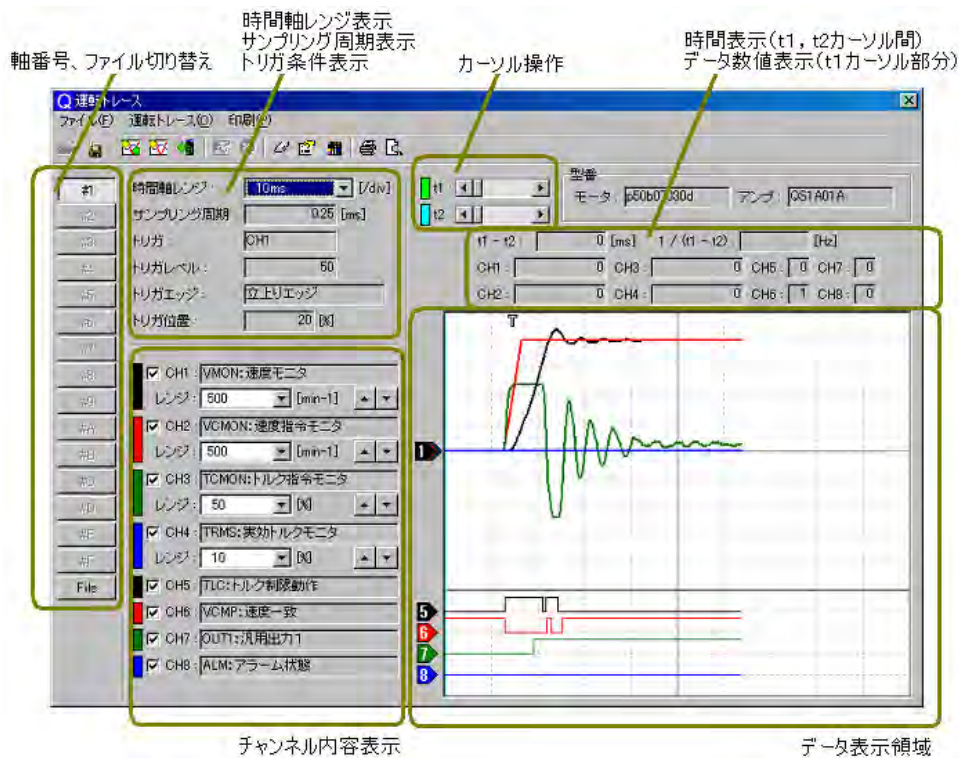 時間軸レンジ表示
サンプリング周期表示
トリガ条件表示
軸番号、ファイル切り替え
カーソル操作
時間表示(t1，t2カーソル間)
データ数値表示(t1カーソル部分)
運転トレース
ファイル(F) 運転トレース(O) 印刷(P)
#1
時間軸レンジ： 10ms [/div]
サンプリング周期 0.25 [ms]
トリガ： CH1
トリガレベル： 50
トリガエッジ： 立上りエッジ
トリガ位置： 20 [%]
t1
t2
型番
モータ： p50b07030d アンプ： QS1A01A
t1 - t2： 0 [ms] 1 / (t1 - t2) [Hz]
CH1： 0 CH3： 0 CH5： 0 CH7： 0
CH2： 0 CH4： 0 CH6： 1 CH8： 0
#2
#3
#4
#5
#6
#7
#8
#9
#A
#B
#C
#D
#E
#F
File
CH1： VMON:速度モニタ
レンジ： 500 [min-1]
CH2： VCMON:速度指令モニタ
レンジ： 500 [min-1]
CH3： TCMON:トルク指令モニタ
レンジ： 50 [%]
CH4： TRMS:実効トルクモニタ
レンジ： 10 [%]
CH5： TLC:トルク制限動作
CH6： VCMP:速度一致
CH7： OUT1:汎用出力1
CH8： ALM:アラーム状態
T
1
5
6
7
8
チャンネル内容表示
データ表示領域